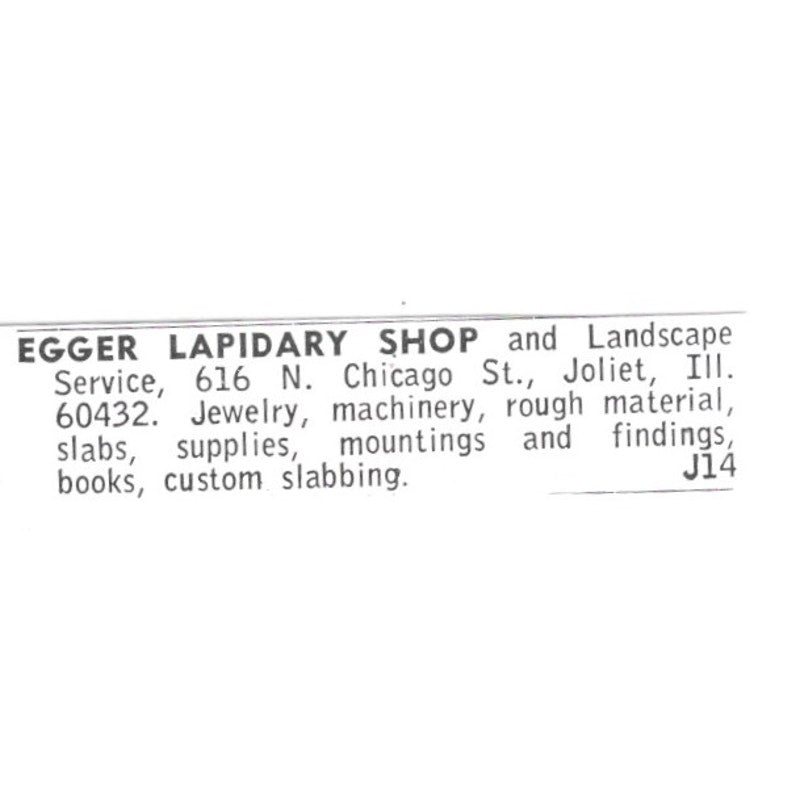 EGGER LAPIDARY SHOP and Landscape
Service, 616 N. Chicago St., Joliet, Ill.
60432. Jewelry, machinery, rough material,
slabs, supplies, mountings and findings,
books, custom slabbing. J14